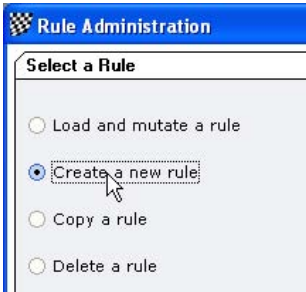 Rule Administration
Select a Rule
Load and mutate a rule
Create a new rule
Copy a rule
Delete a rule